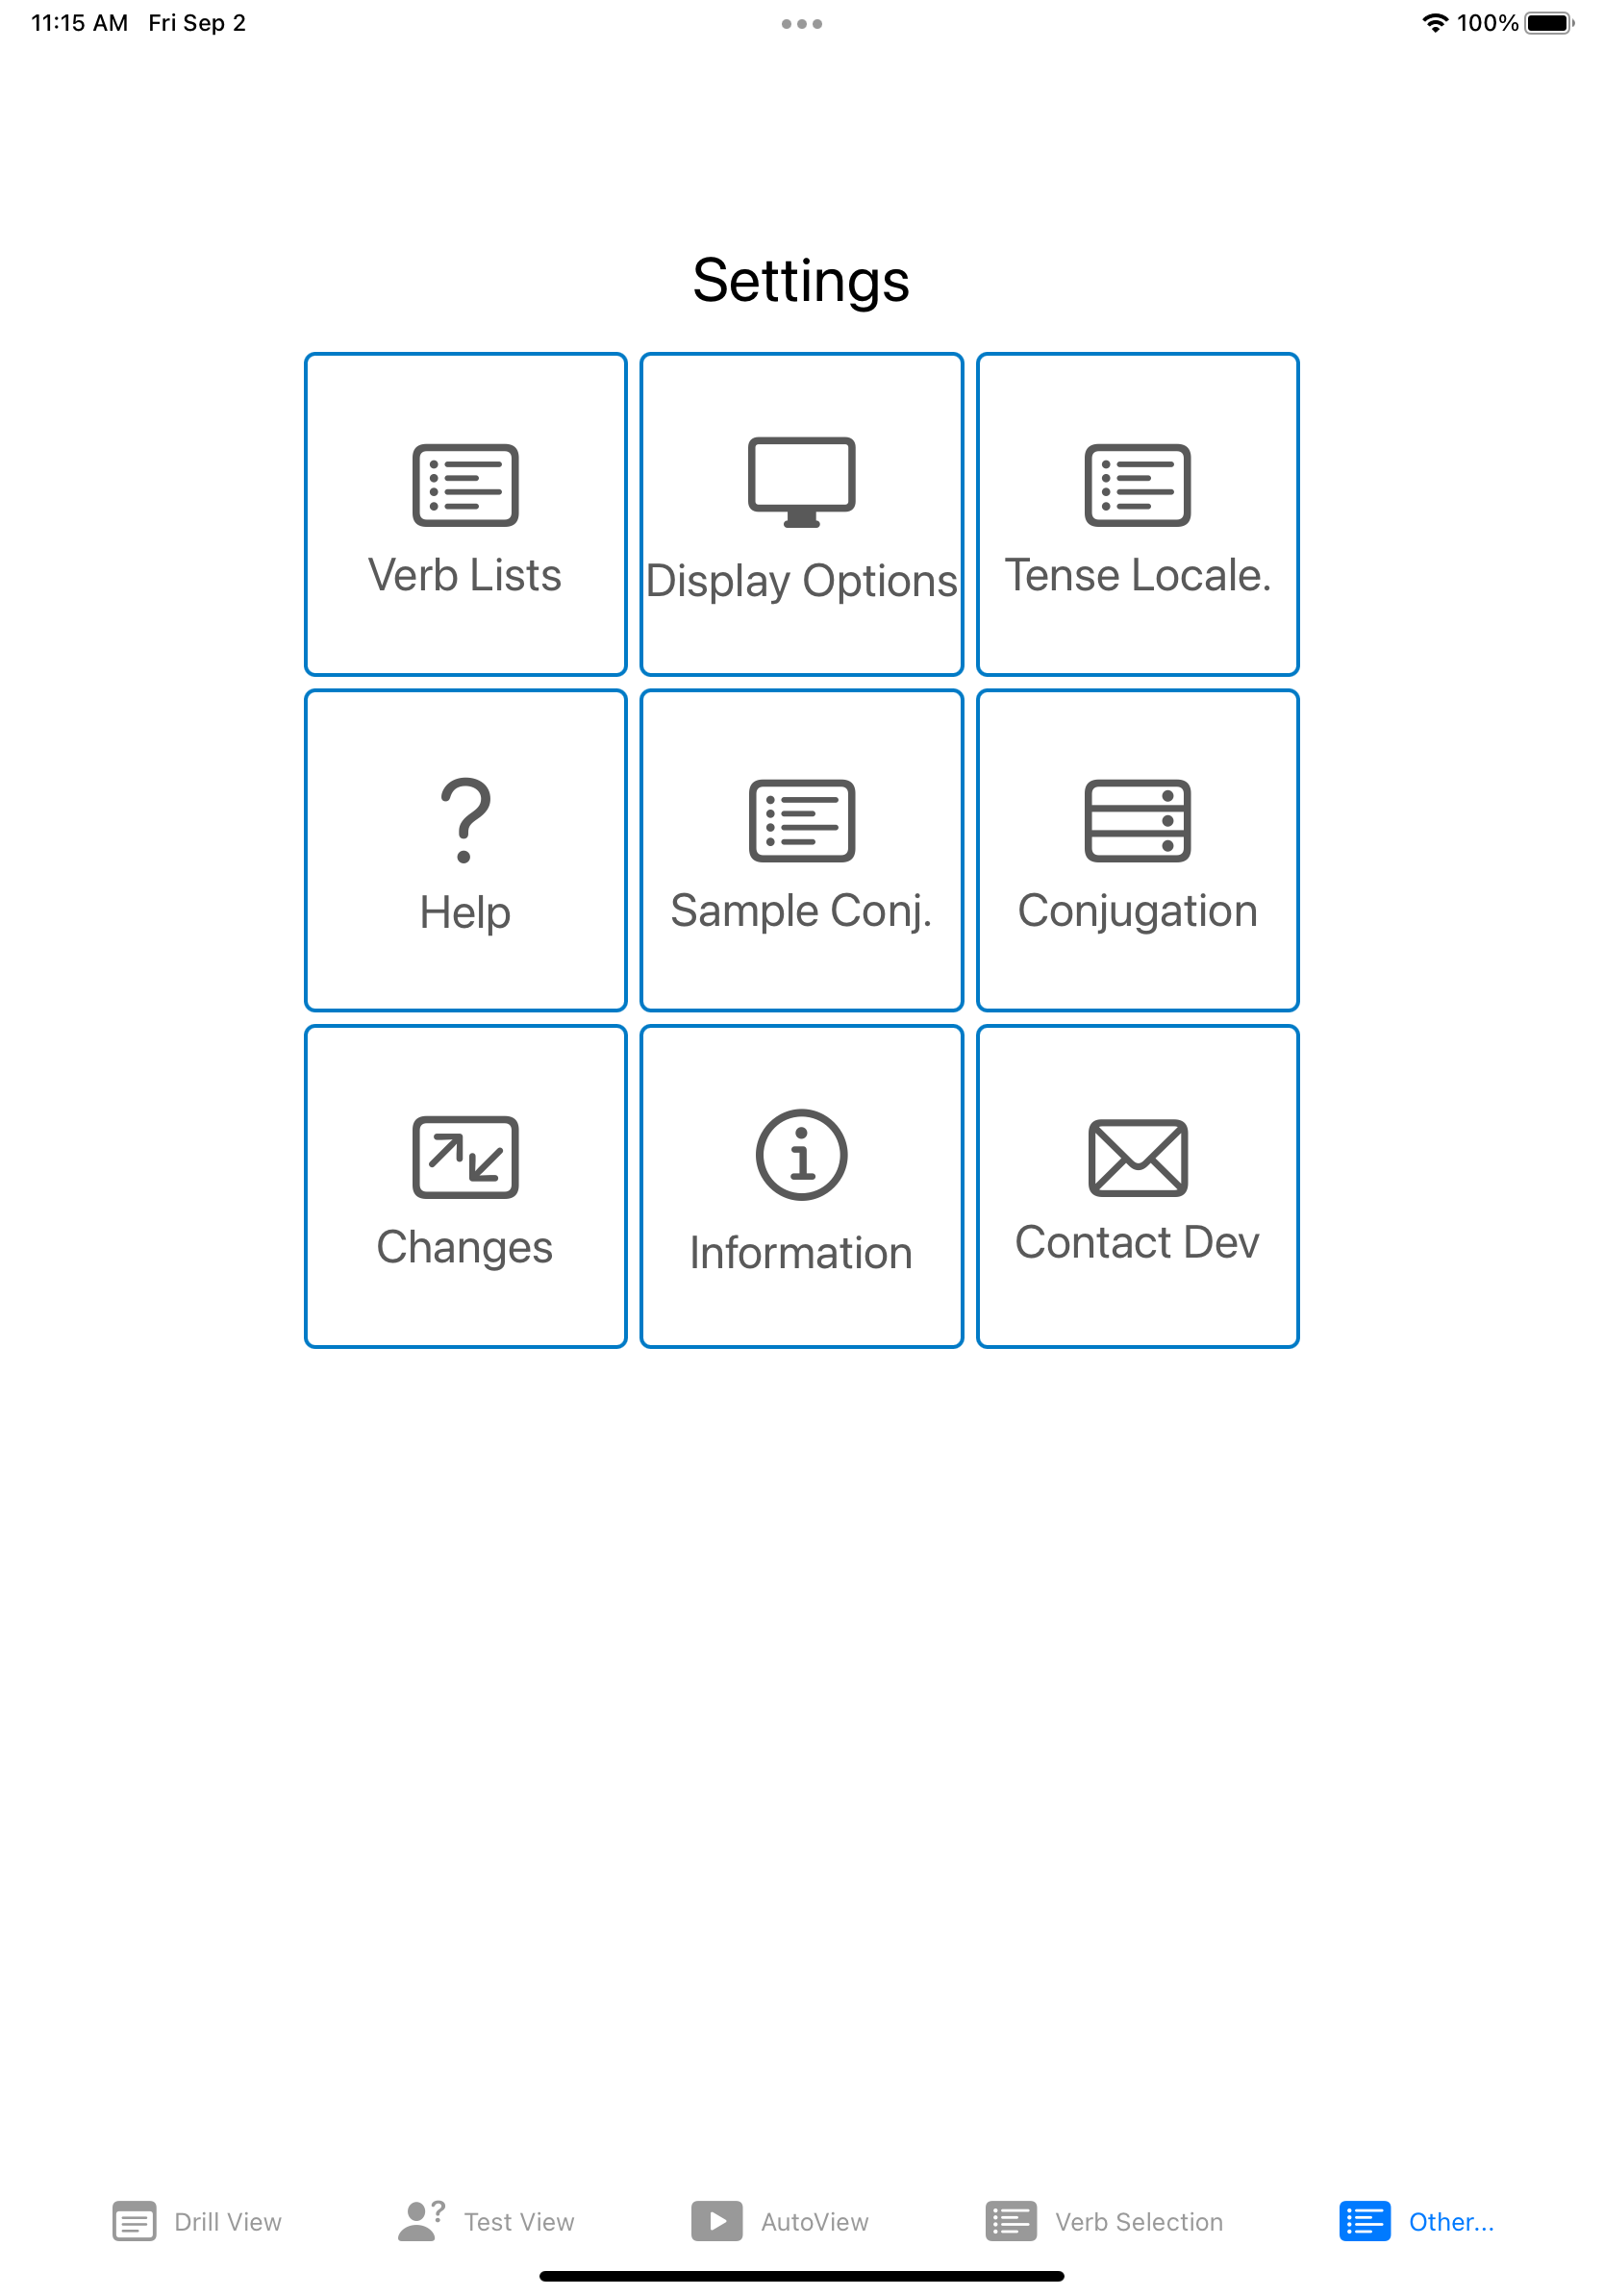 11:15 AM Fri Sep 2
100%
Settings
Verb Lists
Display Options
Tense Locale.
Help
Sample Conj.
Conjugation
Changes
Information
Contact Dev
Drill View
Test View
AutoView
Verb Selection
Other...